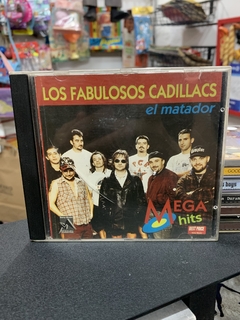 LOS FABULOSOS CADILLACS
el matador
MEGA
hits